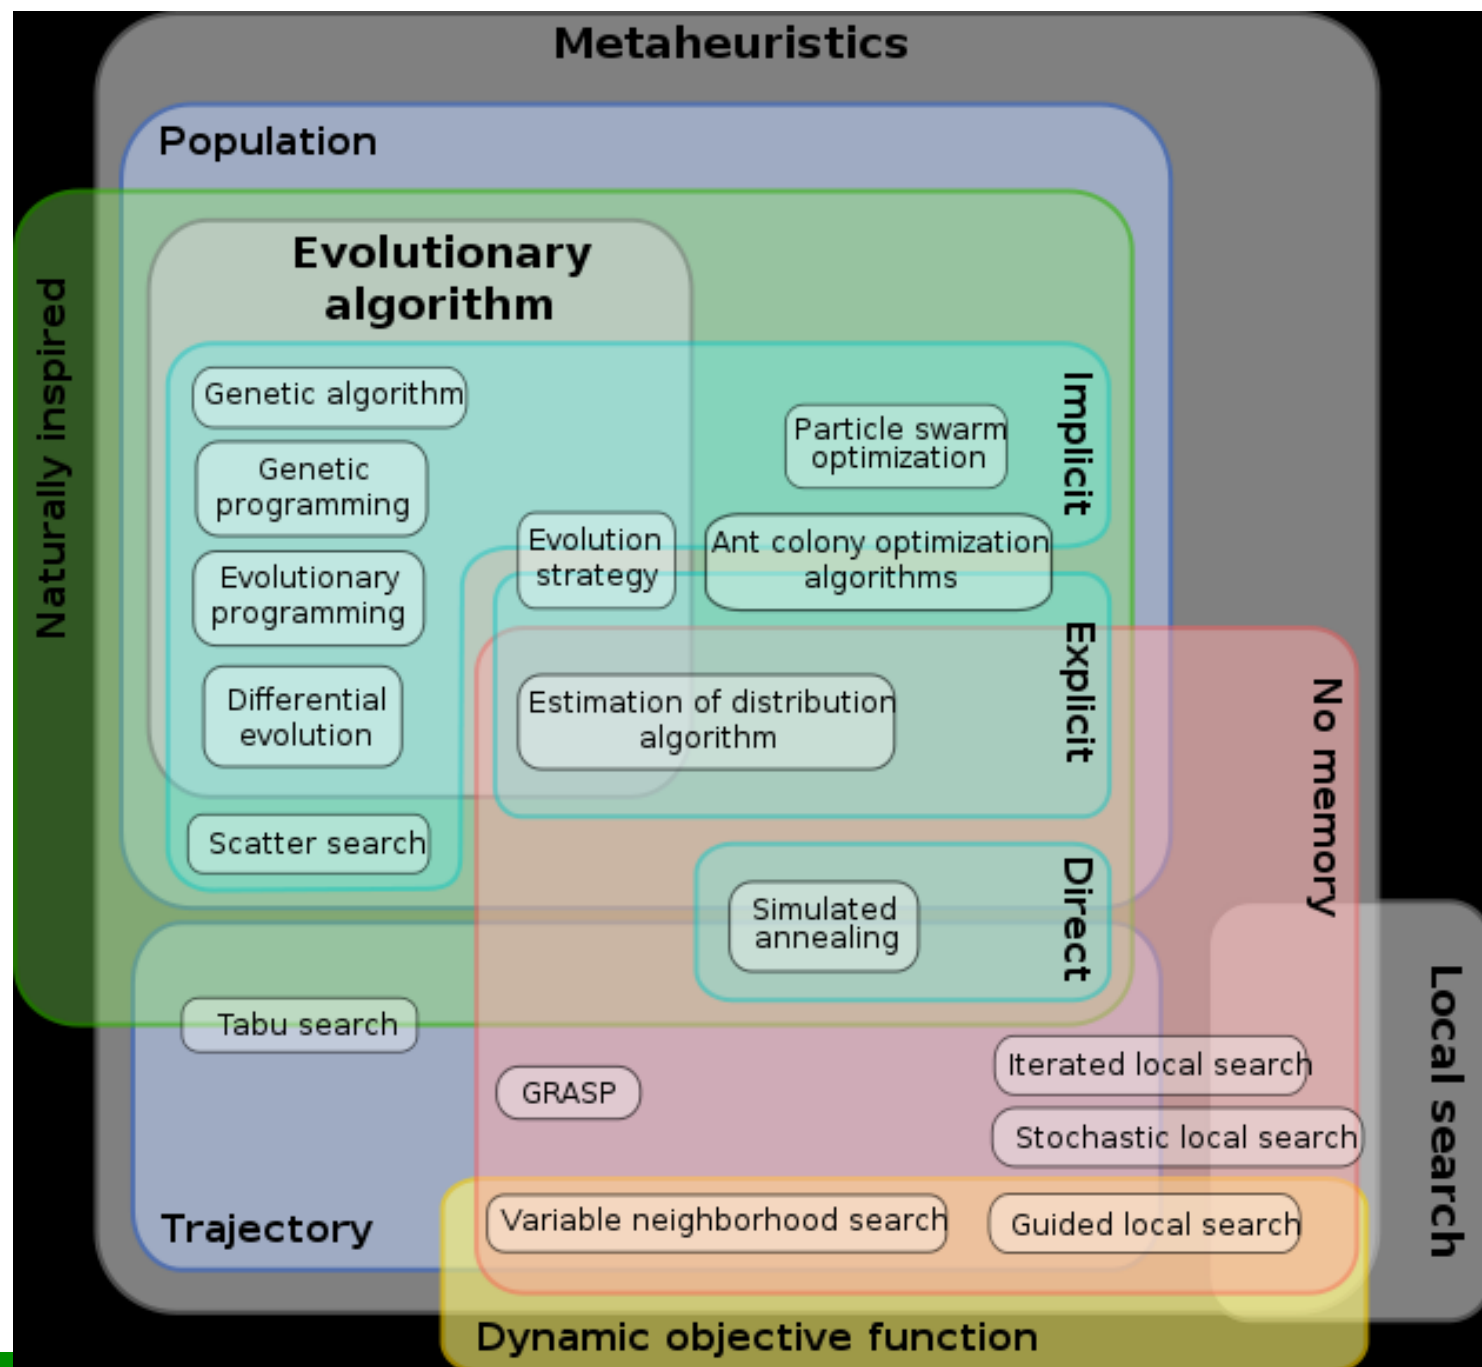 Metaheuristics
Population
Naturally inspired
Evolutionary
algorithm
Implicit
Genetic algorithm
Particle swarm
optimization
Genetic
programming
Evolution
strategy
Ant colony optimization
algorithms
Evolutionary
programming
Explicit
No memory
Differential
evolution
Estimation of distribution
algorithm
Scatter search
Direct
Simulated
annealing
Local search
Tabu search
GRASP
Iterated local search
Stochastic local search
Trajectory
Variable neighborhood search
Guided local search
Dynamic objective function